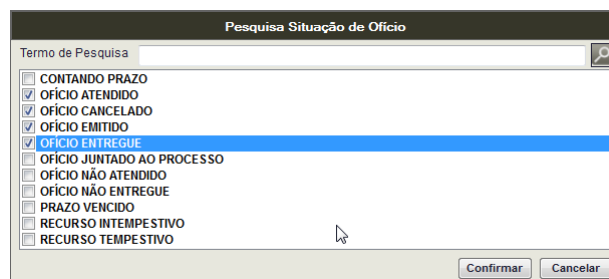 Pesquisa Situação de Ofício
Termo de Pesquisa
CONTANDO PRAZO
OFÍCIO ATENDIDO
OFÍCIO CANCELADO
OFÍCIO EMITIDO
OFÍCIO ENTREGUE
OFÍCIO JUNTADO AO PROCESSO
OFÍCIO NÃO ATENDIDO
OFÍCIO NÃO ENTREGUE
PRAZO VENCIDO
RECURSO INTEMPESTIVO
RECURSO TEMPESTIVO
Confirmar Cancelar